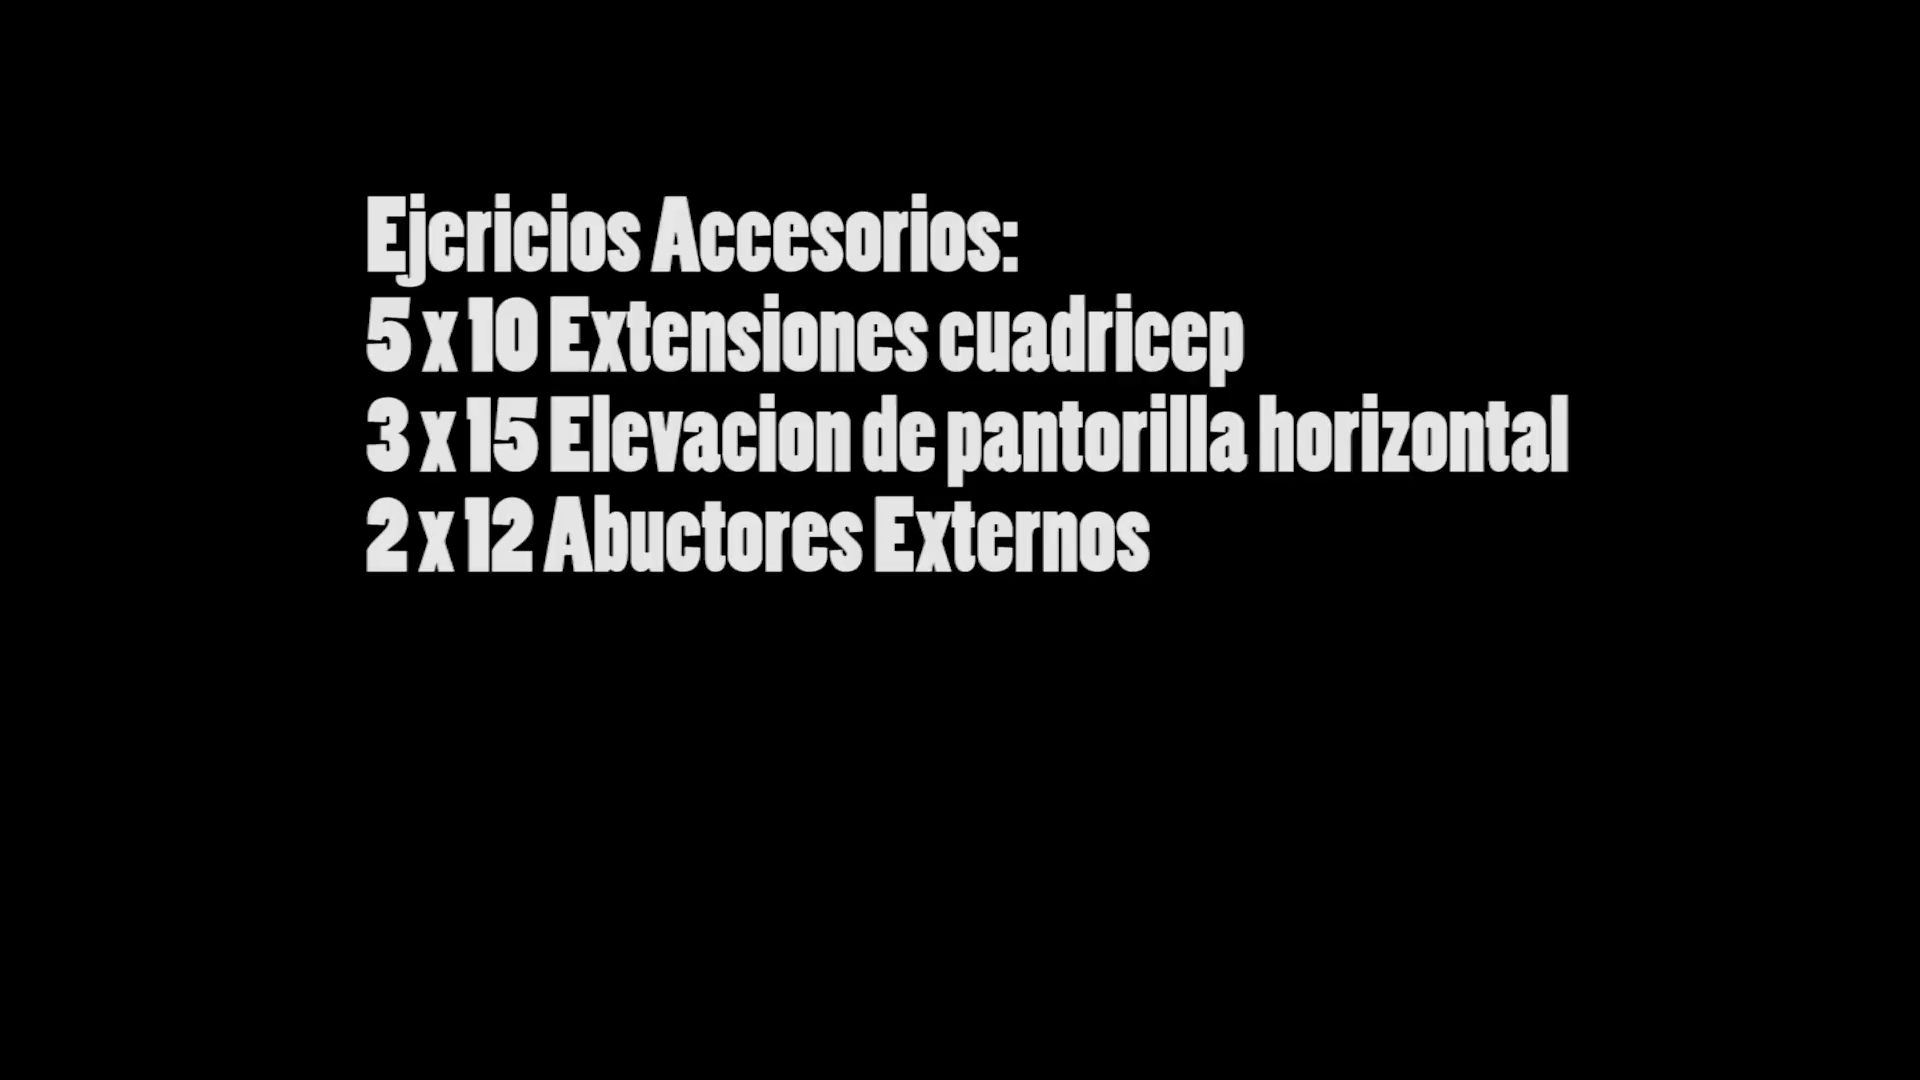 Ejericios Accesorios:
5 x 10 Extensiones cuadricep
3 x 15 Elevacion de pantorilla horizontal
2 x 12 Abuctores Externos